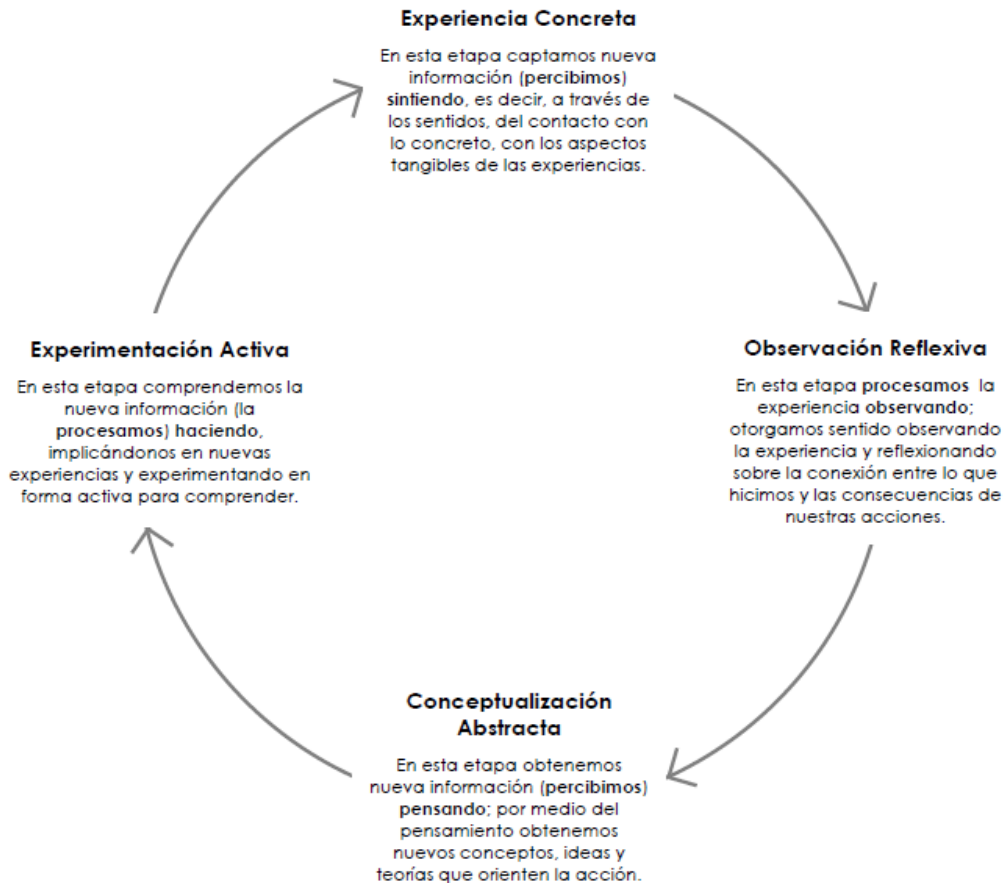 Experiencia Concreta
En esta etapa captamos nueva
información (percibimos)
sintiendo, es decir, a través de
los sentidos, del contacto con
lo concreto, con los aspectos
tangibles de las experiencias.
Observación Reflexiva
En esta etapa procesamos la
experiencia observando;
otorgamos sentido observando
la experiencia y reflexionando
sobre la conexión entre lo que
hicimos y las consecuencias de
nuestras acciones.
Conceptualización
Abstracta
En esta etapa obtenemos
nueva información (percibimos)
pensando; por medio del
pensamiento obtenemos
nuevos conceptos, ideas y
teorías que orienten la acción.
Experimentación Activa
En esta etapa comprendemos la
nueva información (la
procesamos) haciendo,
implicándonos en nuevas
experiencias y experimentando en
forma activa para comprender.